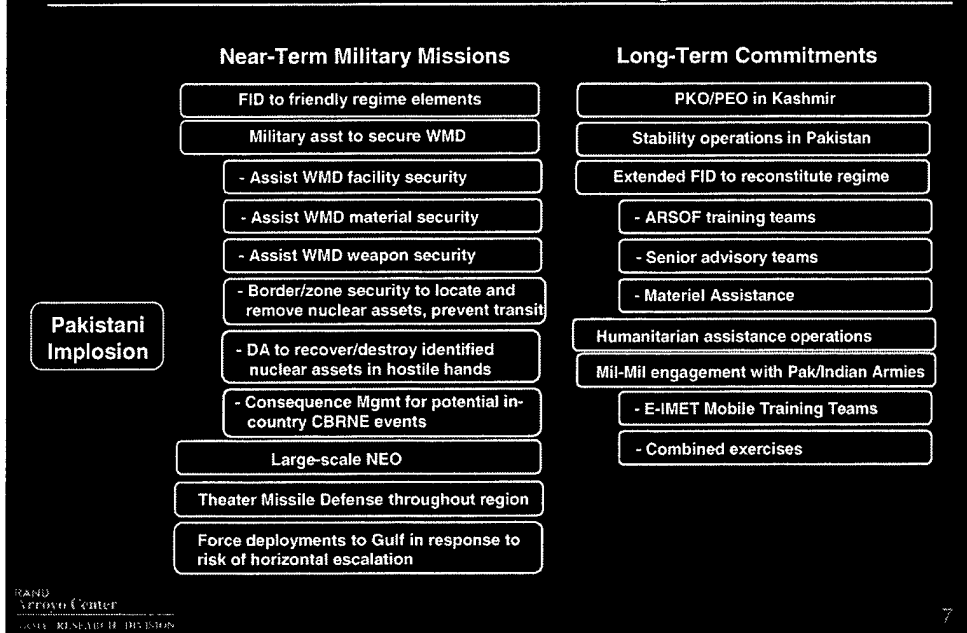 Near-Term Military Missions
FID to friendly regime elements
Military asst to secure WMD
- Assist WMD facility security
- Assist WMD material security
- Assist WMD weapon security
- Border/zone security to locate and
remove nuclear assets, prevent transit
- DA to recover/destroy identified
nuclear assets in hostile hands
- Consequence Mgmt for potential in-
country CBRNE events
Large-scale NEO
Theater Missile Defense throughout region
Force deployments to Gulf in response to
risk of horizontal escalation
Long-Term Commitments
PKO/PEO in Kashmir
Stability operations in Pakistan
Extended FID to reconstitute regime
- ARSOF training teams
- Senior advisory teams
- Materiel Assistance
Humanitarian assistance operations
Mil-Mil engagement with Pak/Indian Armies
- E-IMET Mobile Training Teams
- Combined exercises
Pakistani
Implosion
RAND
Arroyo Center
RESEARCH DIVISION
7